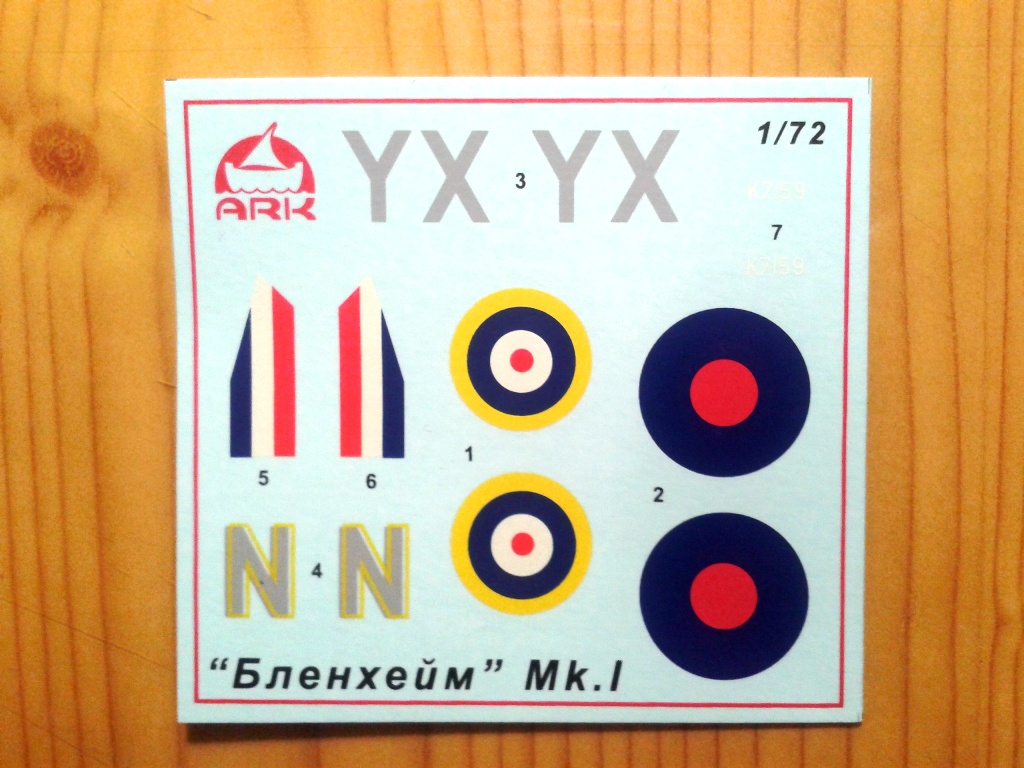 ARK
YX 3 YX
1/72
K7159
7
K7159
5
6
1
2
N 4 N
“Бленхейм” Mk.I